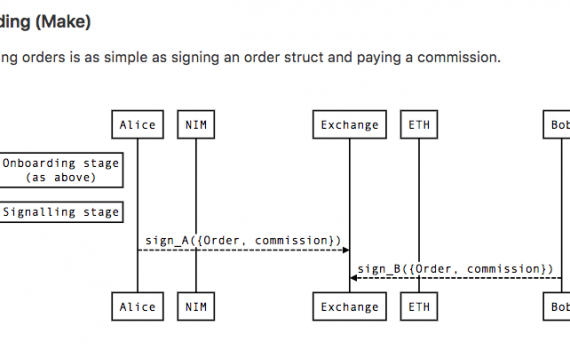 ding (Make)
ng orders is as simple as signing an order struct and paying a commission.
Alice NIM Exchange ETH Bob
Onboarding stage
(as above)
Signalling stage
sign_A({Order, commission})
sign_B({Order, commission})
Alice NIM Exchange ETH Bob